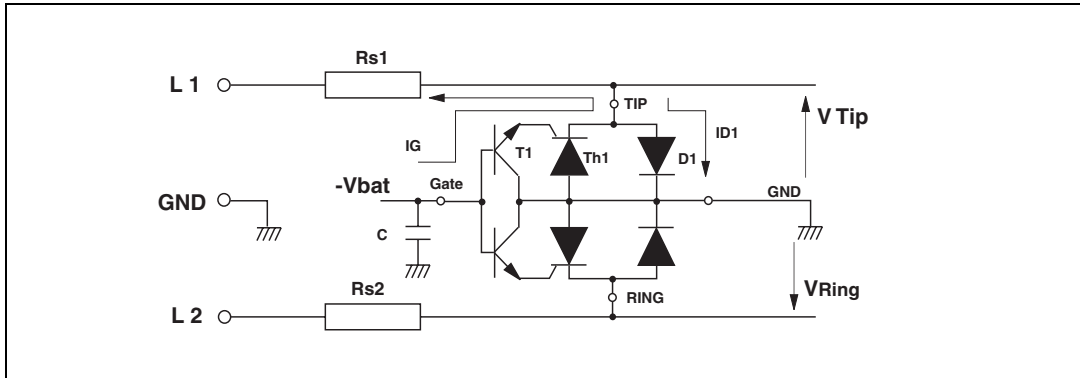 Rs1
L 1
TIP
V Tip
IG
ID1
T1
Th1
D1
-Vbat
Gate
GND
GND
C
Rs2
RING
VRing
L 2